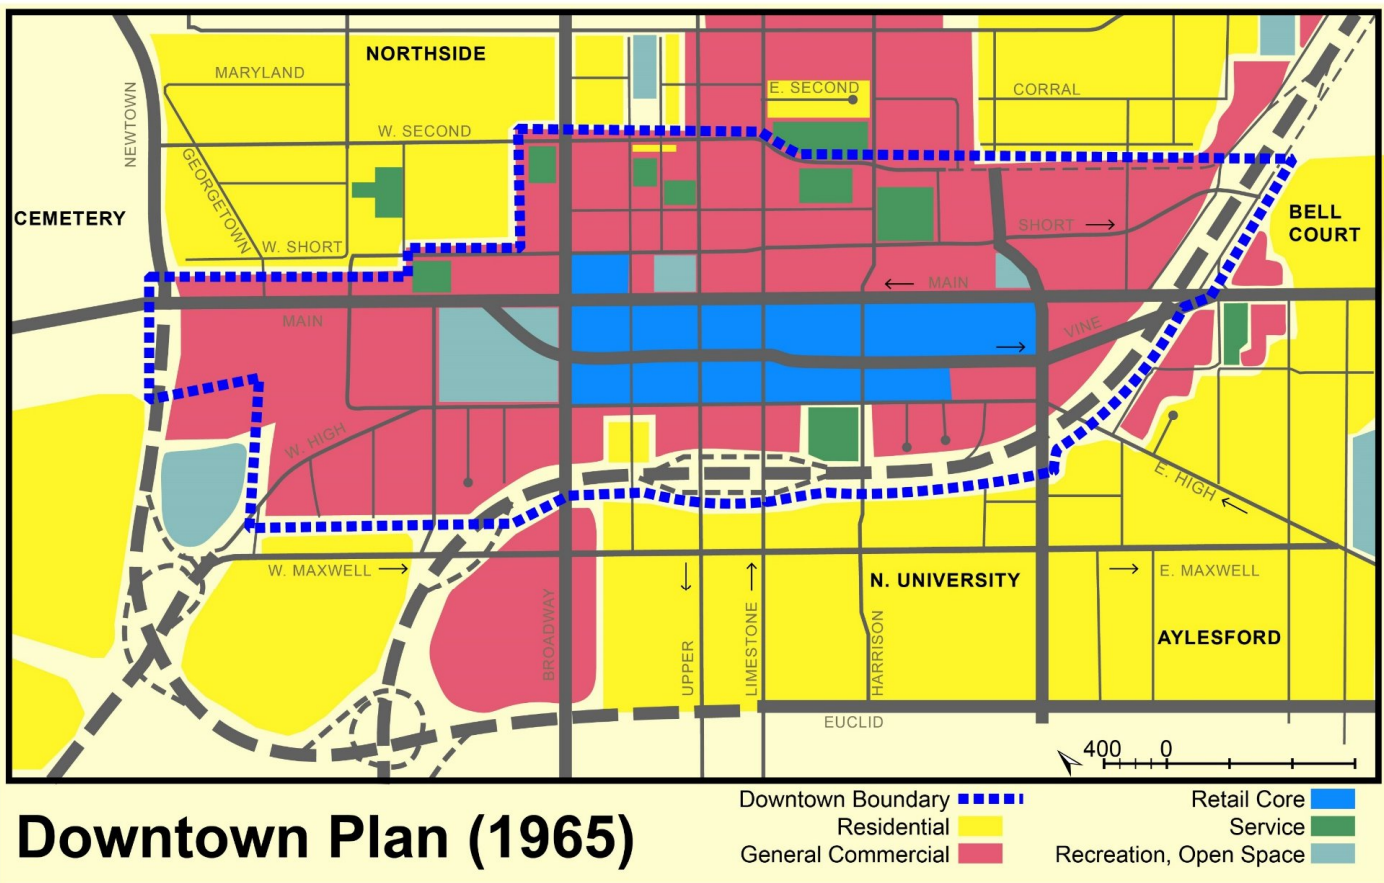 NORTHSIDE
MARYLAND
E. SECOND
CORRAL
NEWTOWN
W. SECOND
GEORGETOWN
CEMETERY
BELL
COURT
SHORT
W. SHORT
MAIN
MAIN
VINE
W. HIGH
E. HIGH
W. MAXWELL
N. UNIVERSITY
E. MAXWELL
BROADWAY
UPPER
LIMESTONE
HARRISON
AYLESFORD
EUCLID
400 0
Downtown Plan (1965)
Downtown Boundary
Residential
General Commercial
Retail Core
Service
Recreation, Open Space